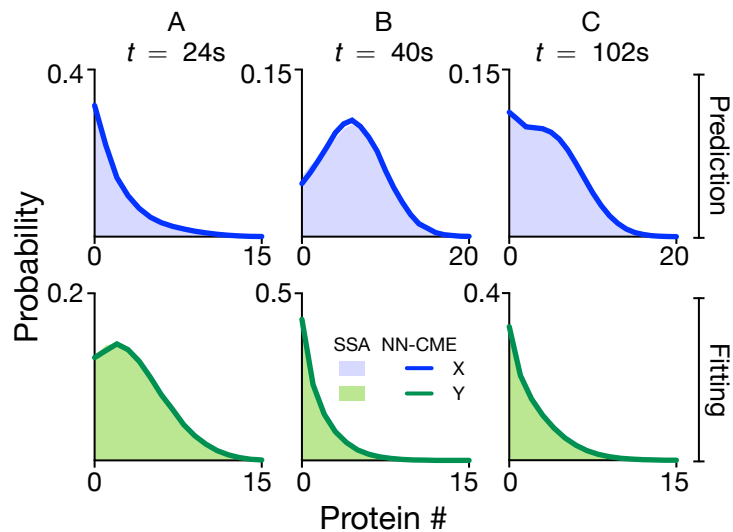 A
B
C
t = 24s
t = 40s
t = 102s
0.4
0.15
0.15
Prediction
0
15
0
20
0
20
Probability
0.2
0.5
0.4
SSA NN-CME
X
Y
Fitting
0
15
0
15
0
15
Protein #